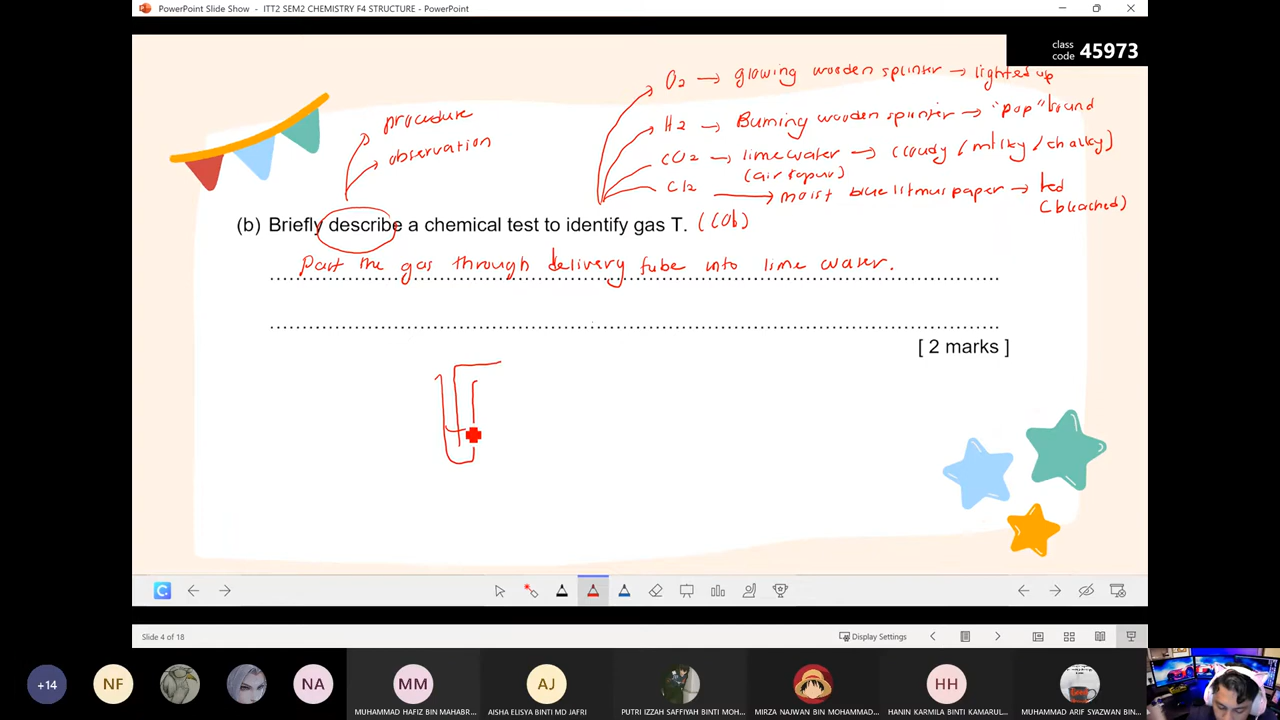 PowerPoint Slide Show - ITT2 SEM2 CHEMISTRY F4 STRUCTURE - PowerPoint
class code 45973
O2 → glowing wooden splinter → lighted up
procedure
H2 → Burning wooden splinter → "pop" sound
observation
CO2 → lime water → cloudy / milky / chalky
(air kapur)
Cl2 → moist blue litmus paper → red
(bleached)
(b) Briefly describe a chemical test to identify gas T. (CO2)
Past the gas through delivery tube into lime water.
[ 2 marks ]
Slide 4 of 18
Display Settings
+14
NF
NA
MM
AJ
HH
MUHAMMAD HAFIZ BIN MAHABR...
AISHA ELISYA BINTI MD JAFRI
PUTRI IZZAH SAFFIYAH BINTI MOH...
MIRZA NAJWAN BIN MOHAMMAD...
HANIN KARMILA BINTI KAMARUL...
MUHAMMAD ARIF SYAZWAN BIN...